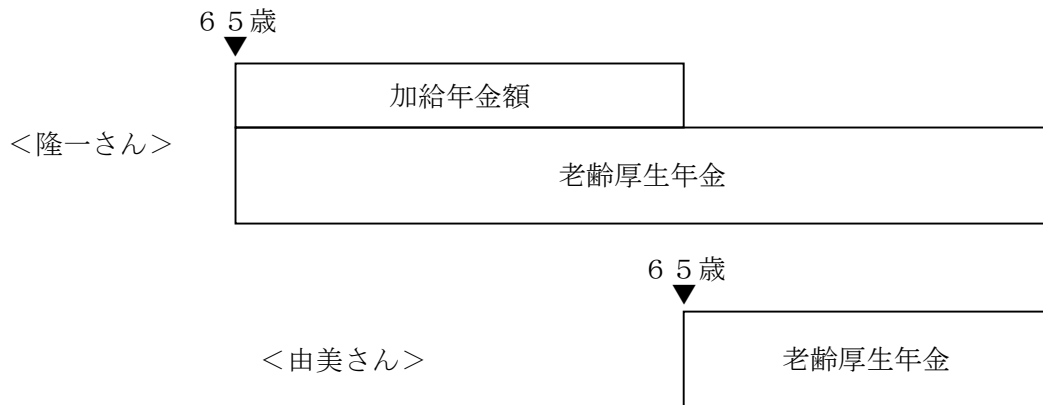 ６５歳
加給年金額
＜隆一さん＞
老齢厚生年金
６５歳
＜由美さん＞
老齢厚生年金